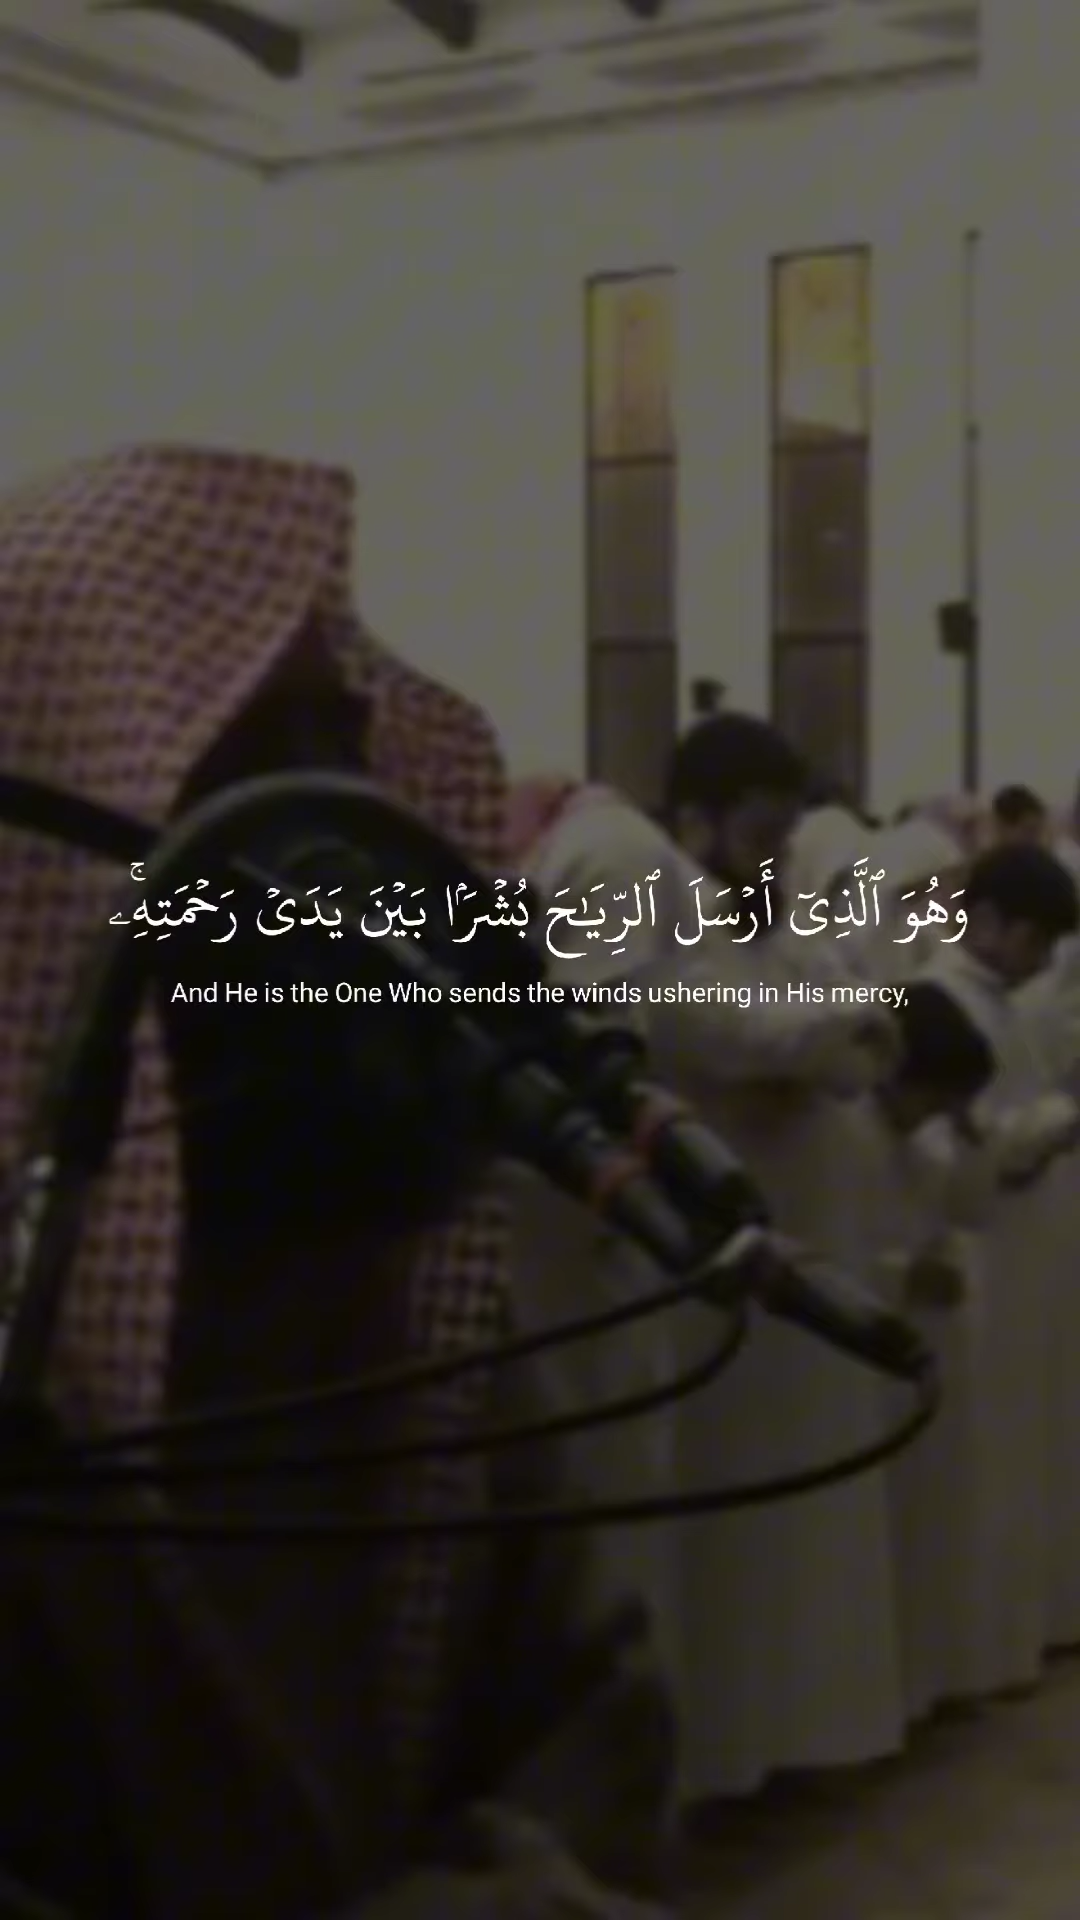 وَهُوَ ٱلَّذِىٓ أَرْسَلَ ٱلرِّيَـٰحَ بُشْرًۢا بَيْنَ يَدَىْ رَحْمَتِهِۦ ۚ
And He is the One Who sends the winds ushering in His mercy,